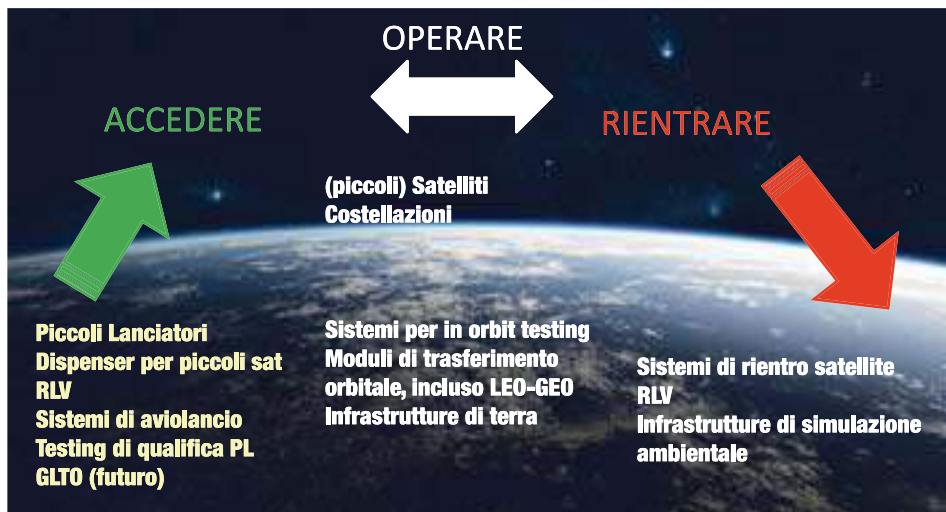 OPERARE
ACCEDERE
RIENTRARE
(piccoli) Satelliti
Costellazioni
Piccoli Lanciatori
Dispenser per piccoli sat
RLV
Sistemi di aviolancio
Testing di qualifica PL
GLTO (futuro)
Sistemi per in orbit testing
Moduli di trasferimento
orbitale, incluso LEO-GEO
Infrastrutture di terra
Sistemi di rientro satellite
RLV
Infrastrutture di simulazione
ambientale